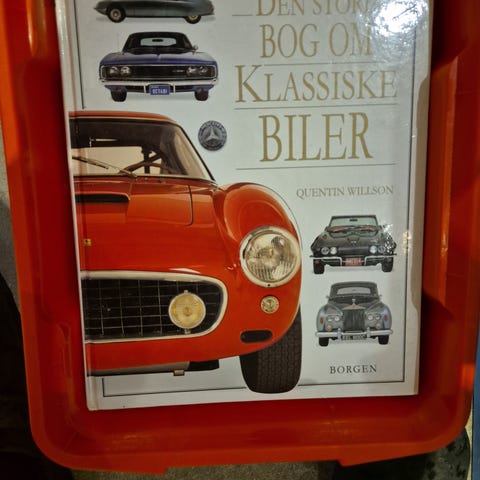 DEN STORE
BOG OM
KLASSISKE
BILER
QUENTIN WILLSON
BORGEN